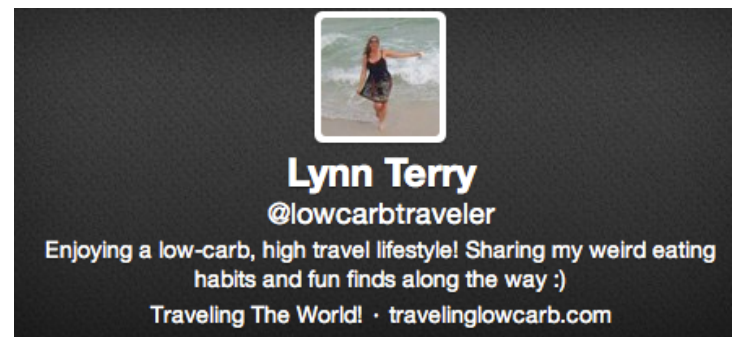 Lynn Terry
@lowcarbtraveler
Enjoying a low-carb, high travel lifestyle! Sharing my weird eating
habits and fun finds along the way :)
Traveling The World! · travelinglowcarb.com